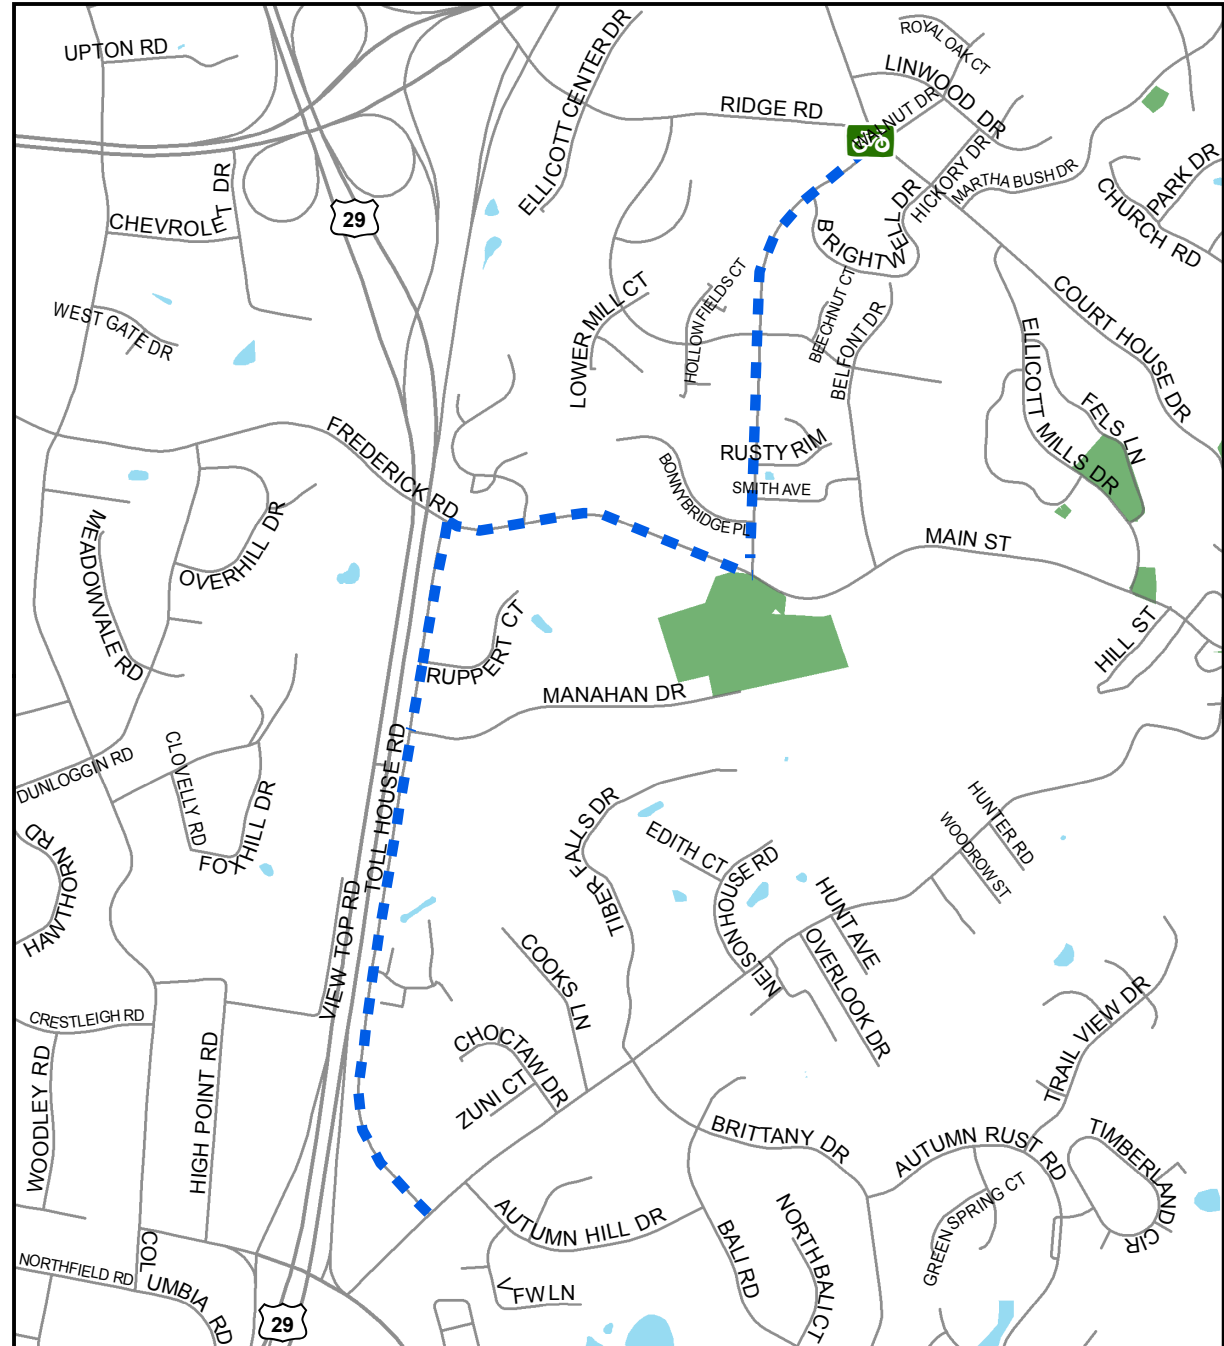 UPTON RD
ELLICOTT CENTER DR
ROYAL OAK CT
LINWOOD DR
RIDGE RD
WALNUT DR
HICKORY DR
MARTHA BUSH DR
PARK DR
CHURCH RD
CHEVROLET DR
29
BRIGHTWELL DR
WEST GATE DR
LOWER MILL CT
HOLLOW FIELDS CT
BEECHNUT CT
BELFONT DR
COURT HOUSE DR
ELLICOTT MILLS DR
FELS LN
FREDERICK RD
RUSTY RIM
BONNYBRIDGE PL
SMITH AVE
MAIN ST
MEADOWVALE RD
OVERHILL DR
HILL ST
RUPPERT CT
MANAHAN DR
DUNLOGGIN RD
CLOVELLY RD
FOXHILL DR
TOLL HOUSE RD
HAWTHORN RD
TIBER FALLS DR
EDITH CT
NELSON HOUSE RD
HUNTER RD
WOODROW ST
HUNT AVE
OVERLOOK DR
VIEW TOP RD
COOKS LN
CRESTLEIGH RD
CHOCTAW DR
ZUNI CT
TRAIL VIEW DR
WOODLEY RD
HIGH POINT RD
BRITTANY DR
AUTUMN RUST RD
TIMBERLAND CIR
GREEN SPRING CT
AUTUMN HILL DR
BALI RD
NORTH BALI CT
NORTHFIELD RD
COLUMBIA RD
VFW LN
29